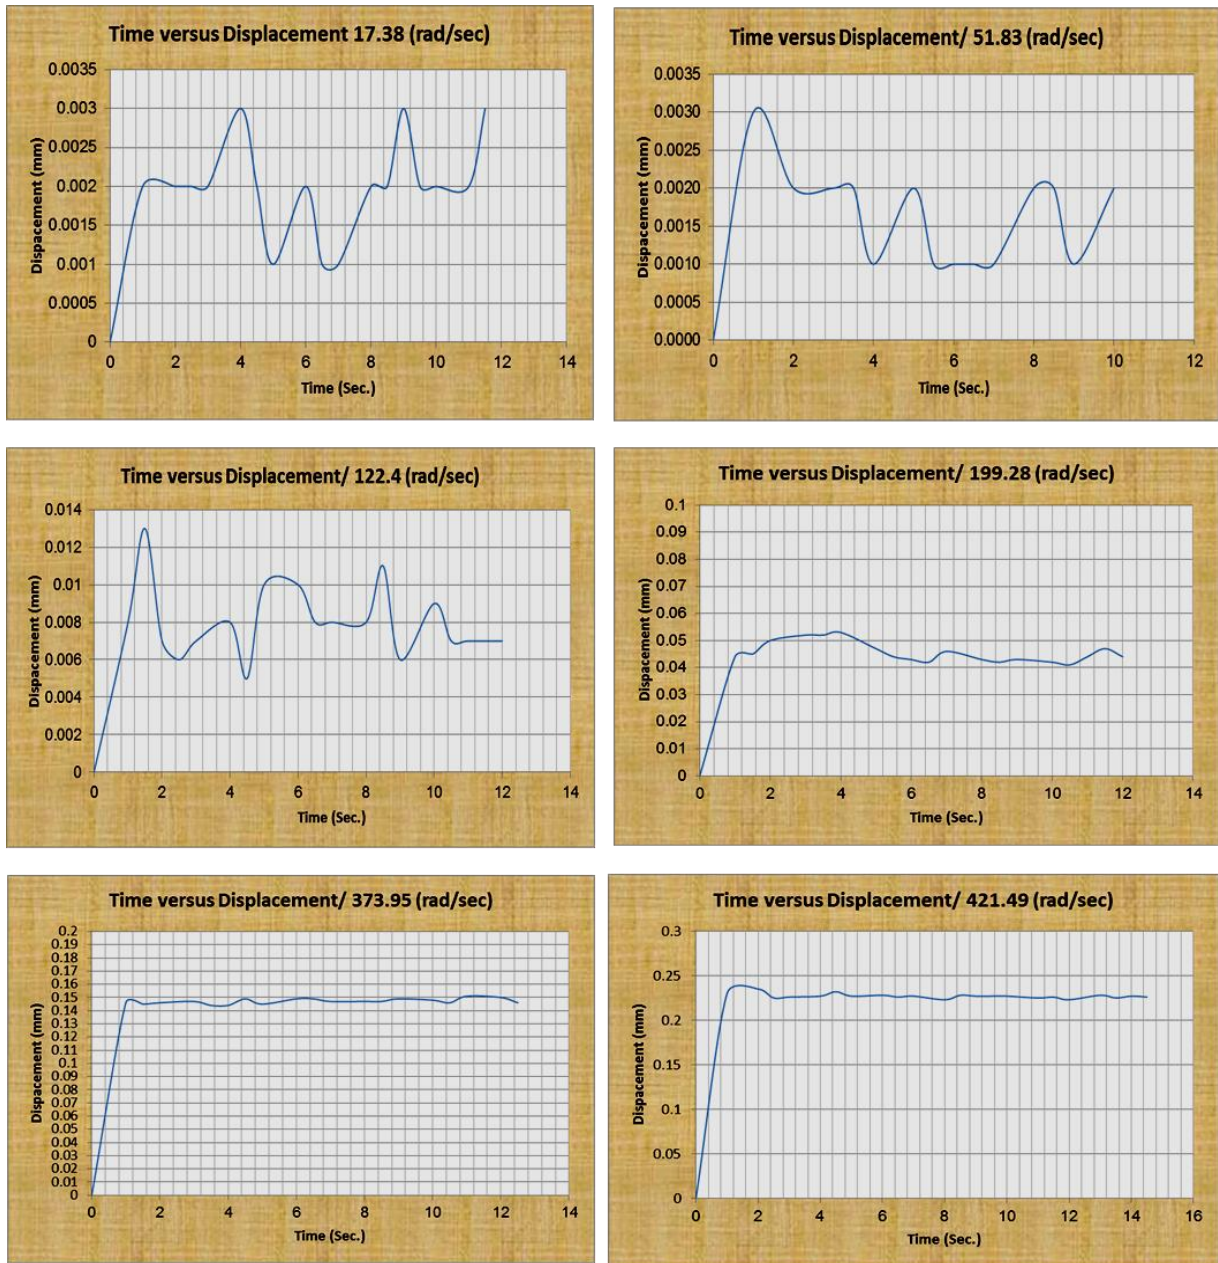 Time versus Displacement 17.38 (rad/sec)
Dispacement (mm)
0.0035
0.003
0.0025
0.002
0.0015
0.001
0.0005
0
0 2 4 6 8 10 12 14
Time (Sec.)
Time versus Displacement/ 51.83 (rad/sec)
Dispacement (mm)
0.0035
0.0030
0.0025
0.0020
0.0015
0.0010
0.0005
0.0000
0 2 4 6 8 10 12
Time (Sec.)
Time versus Displacement/ 122.4 (rad/sec)
Dispacement (mm)
0.014
0.012
0.01
0.008
0.006
0.004
0.002
0
0 2 4 6 8 10 12 14
Time (Sec.)
Time versus Displacement/ 199.28 (rad/sec)
Dispacement (mm)
0.1
0.09
0.08
0.07
0.06
0.05
0.04
0.03
0.02
0.01
0
0 2 4 6 8 10 12 14
Time (Sec.)
Time versus Displacement/ 373.95 (rad/sec)
Dispacement (mm)
0.2
0.19
0.18
0.17
0.16
0.15
0.14
0.13
0.12
0.11
0.1
0.09
0.08
0.07
0.06
0.05
0.04
0.03
0.02
0.01
0
0 2 4 6 8 10 12 14
Time (Sec.)
Time versus Displacement/ 421.49 (rad/sec)
Dispacement (mm)
0.3
0.25
0.2
0.15
0.1
0.05
0
0 2 4 6 8 10 12 14 16
Time (Sec.)